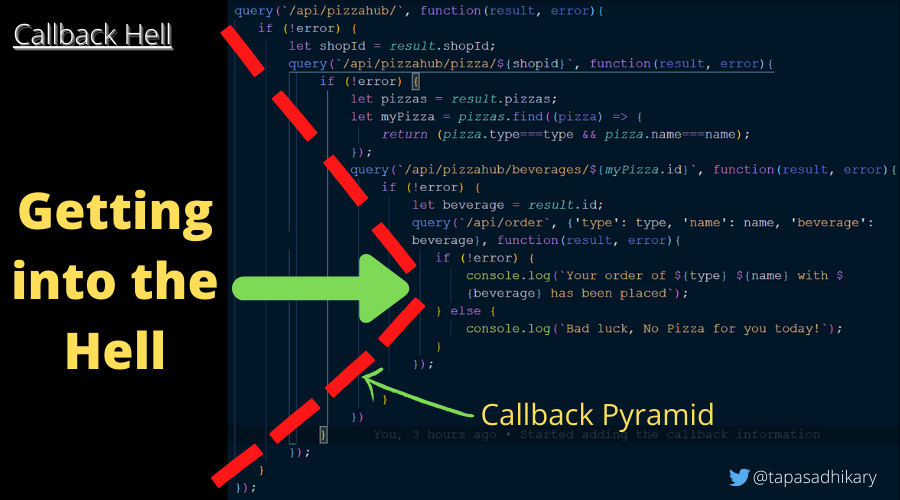 Callback Hell
Getting
into the
Hell
query(`/api/pizzahub/`, function(result, error){
if (!error) {
let shopId = result.shopId;
query(`/api/pizzahub/pizza/${shopid}`, function(result, error){
if (!error) {
let pizzas = result.pizzas;
let myPizza = pizzas.find((pizza) => {
return (pizza.type===type && pizza.name===name);
});
query(`/api/pizzahub/beverages/${myPizza.id}`, function(result, error){
if (!error) {
let beverage = result.id;
query(`/api/order`, {'type': type, 'name': name, 'beverage':
beverage}, function(result, error){
if (!error) {
console.log(`Your order of ${type} ${name} with $
{beverage} has been placed`);
} else {
console.log(`Bad luck, No Pizza for you today!`);
}
});
}
})
}
You, 3 hours ago • Started adding the callback information
});
}
});
Callback Pyramid
@tapasadhikary